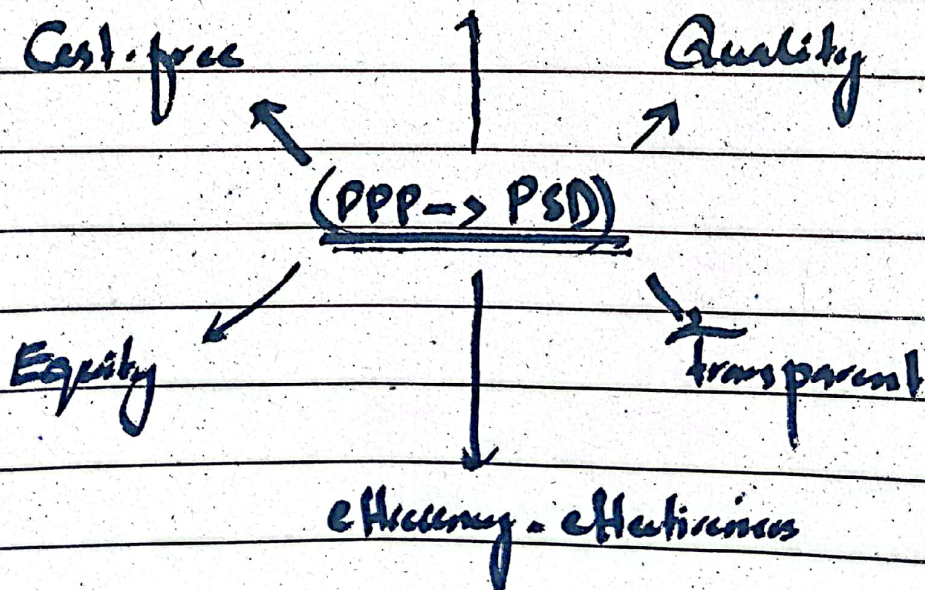 Cost-free
Quality
(PPP-> PSD)
Equity
transparent
efficiency - effectiveness